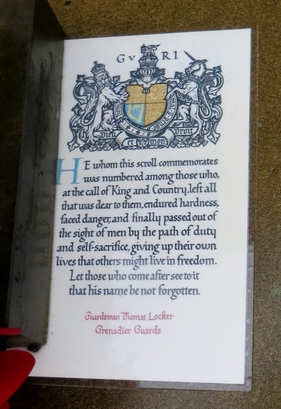 GV RI
Dieu et mon Droit
HE whom this scroll commemorates
was numbered among those who,
at the call of King and Country, left all
that was dear to them, endured hardness,
faced danger, and finally passed out of
the sight of men by the path of duty
and self-sacrifice, giving up their own
lives that others might live in freedom.
Let those who come after see to it
that his name be not forgotten.
Guardsman Thomas Locker
Grenadier Guards